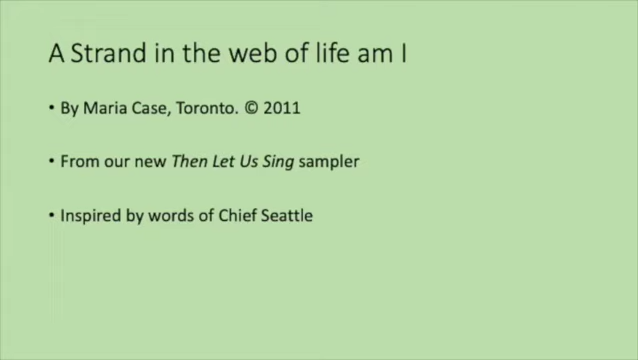 A Strand in the web of life am I
• By Maria Case, Toronto. © 2011
• From our new Then Let Us Sing sampler
• Inspired by words of Chief Seattle